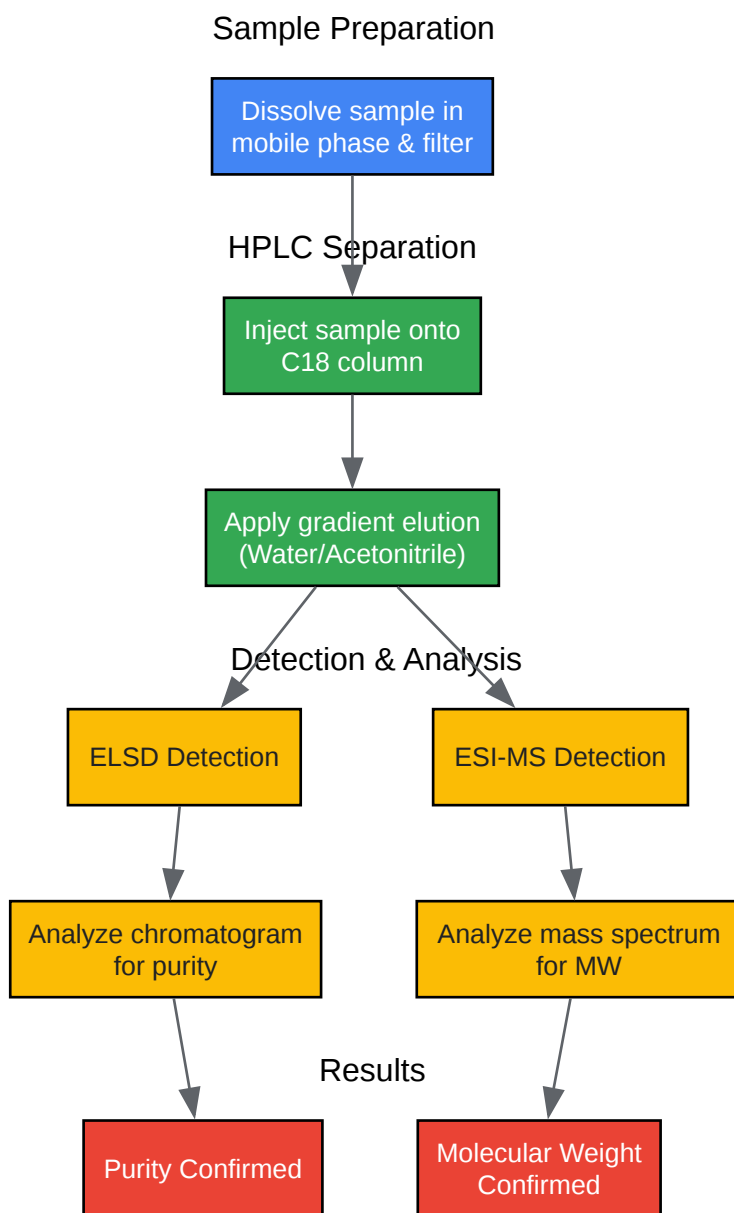 Sample Preparation
Dissolve sample in
mobile phase & filter
HPLC Separation
Inject sample onto
C18 column
Apply gradient elution
(Water/Acetonitrile)
Detection & Analysis
ELSD Detection
ESI-MS Detection
Analyze chromatogram
for purity
Analyze mass spectrum
for MW
Results
Purity Confirmed
Molecular Weight
Confirmed